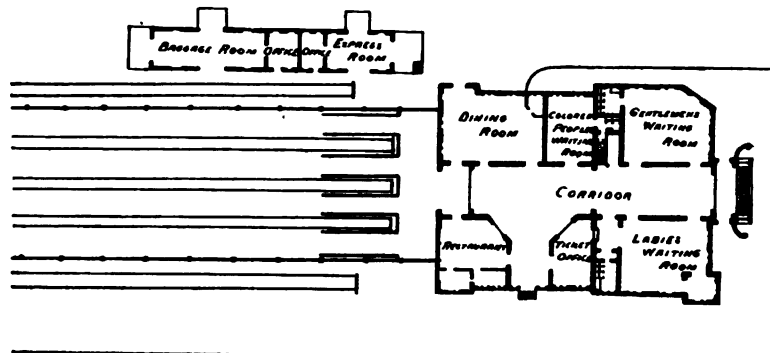 BAGGAGE ROOM
OFFICE
OFFICE
EXPRESS
ROOM
DINING
ROOM
COLORED
PEOPLES
WAITING
ROOM
GENTLEMENS
WAITING
ROOM
CORRIDOR
RESTAURANT
TICKET
OFFICE
LADIES
WAITING
ROOM